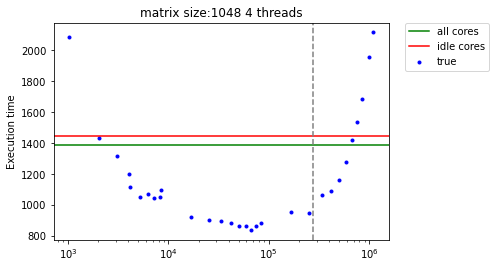 matrix size:1048 4 threads
all cores
idle cores
true
Execution time
2000
1800
1600
1400
1200
1000
800
10³
10⁴
10⁵
10⁶